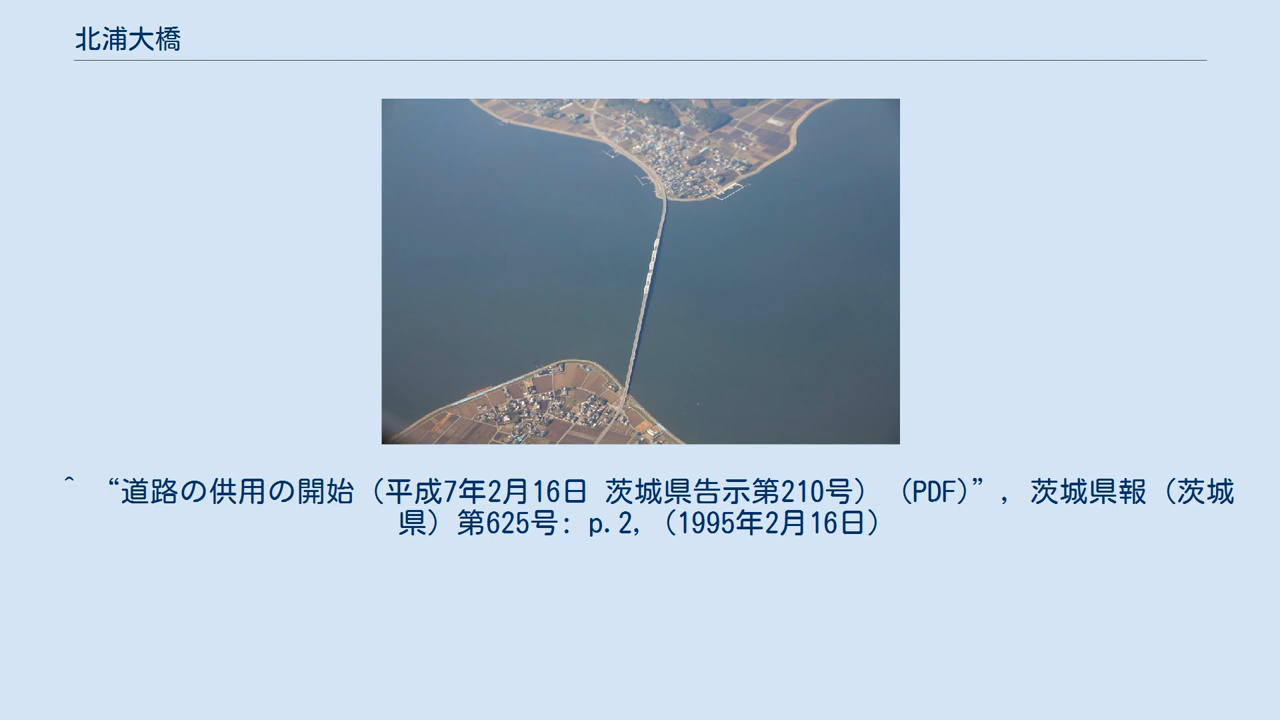 北浦大橋
^ “道路の供用の開始（平成7年2月16日 茨城県告示第210号）（PDF）”, 茨城県報（茨城
県）第625号: p.2, （1995年2月16日）